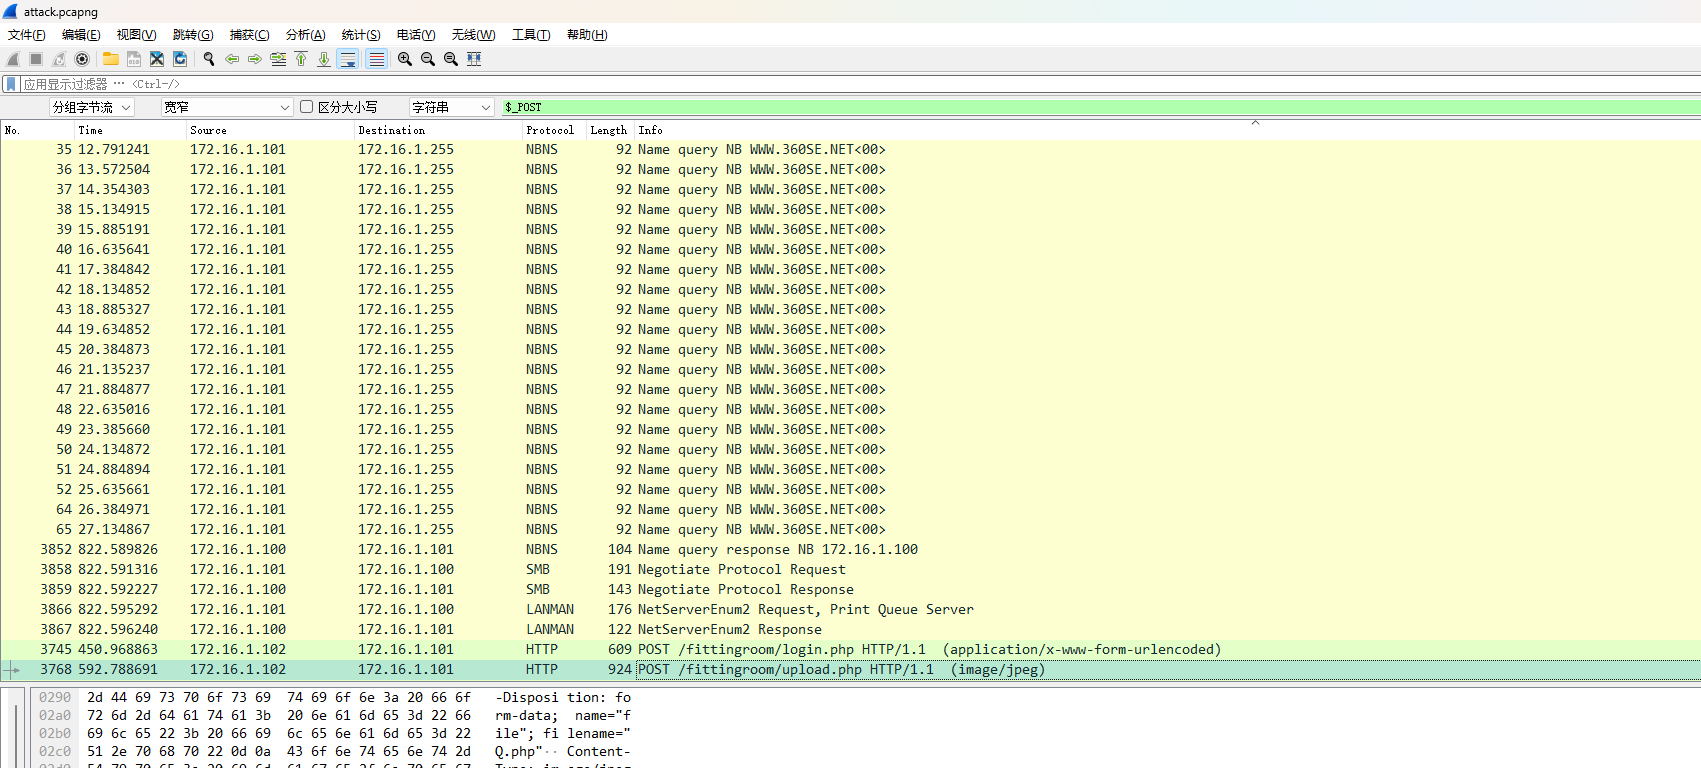 attack.pcapng
文件(F) 编辑(E) 视图(V) 跳转(G) 捕获(C) 分析(A) 统计(S) 电话(Y) 无线(W) 工具(T) 帮助(H)
应用显示过滤器 … <Ctrl-/>
分组字节流 宽窄 区分大小写 字符串 $_POST
No. Time Source Destination Protocol Length Info
35 12.791241 172.16.1.101 172.16.1.255 NBNS 92 Name query NB WWW.360SE.NET<00>
36 13.572504 172.16.1.101 172.16.1.255 NBNS 92 Name query NB WWW.360SE.NET<00>
37 14.354303 172.16.1.101 172.16.1.255 NBNS 92 Name query NB WWW.360SE.NET<00>
38 15.134915 172.16.1.101 172.16.1.255 NBNS 92 Name query NB WWW.360SE.NET<00>
39 15.885191 172.16.1.101 172.16.1.255 NBNS 92 Name query NB WWW.360SE.NET<00>
40 16.635641 172.16.1.101 172.16.1.255 NBNS 92 Name query NB WWW.360SE.NET<00>
41 17.384842 172.16.1.101 172.16.1.255 NBNS 92 Name query NB WWW.360SE.NET<00>
42 18.134852 172.16.1.101 172.16.1.255 NBNS 92 Name query NB WWW.360SE.NET<00>
43 18.885327 172.16.1.101 172.16.1.255 NBNS 92 Name query NB WWW.360SE.NET<00>
44 19.634852 172.16.1.101 172.16.1.255 NBNS 92 Name query NB WWW.360SE.NET<00>
45 20.384873 172.16.1.101 172.16.1.255 NBNS 92 Name query NB WWW.360SE.NET<00>
46 21.135237 172.16.1.101 172.16.1.255 NBNS 92 Name query NB WWW.360SE.NET<00>
47 21.884877 172.16.1.101 172.16.1.255 NBNS 92 Name query NB WWW.360SE.NET<00>
48 22.635016 172.16.1.101 172.16.1.255 NBNS 92 Name query NB WWW.360SE.NET<00>
49 23.385660 172.16.1.101 172.16.1.255 NBNS 92 Name query NB WWW.360SE.NET<00>
50 24.134872 172.16.1.101 172.16.1.255 NBNS 92 Name query NB WWW.360SE.NET<00>
51 24.884894 172.16.1.101 172.16.1.255 NBNS 92 Name query NB WWW.360SE.NET<00>
52 25.635661 172.16.1.101 172.16.1.255 NBNS 92 Name query NB WWW.360SE.NET<00>
64 26.384971 172.16.1.101 172.16.1.255 NBNS 92 Name query NB WWW.360SE.NET<00>
65 27.134867 172.16.1.101 172.16.1.255 NBNS 92 Name query NB WWW.360SE.NET<00>
3852 822.589826 172.16.1.100 172.16.1.101 NBNS 104 Name query response NB 172.16.1.100
3858 822.591316 172.16.1.101 172.16.1.100 SMB 191 Negotiate Protocol Request
3859 822.592227 172.16.1.100 172.16.1.101 SMB 143 Negotiate Protocol Response
3866 822.595292 172.16.1.101 172.16.1.100 LANMAN 176 NetServerEnum2 Request, Print Queue Server
3867 822.596240 172.16.1.100 172.16.1.101 LANMAN 122 NetServerEnum2 Response
3745 450.968863 172.16.1.102 172.16.1.101 HTTP 609 POST /fittingroom/login.php HTTP/1.1 (application/x-www-form-urlencoded)
3768 592.788691 172.16.1.102 172.16.1.101 HTTP 924 POST /fittingroom/upload.php HTTP/1.1 (image/jpeg)
0290 2d 44 69 73 70 6f 73 69 74 69 6f 6e 3a 20 66 6f -Disposi tion: fo
02a0 72 6d 2d 64 61 74 61 3b 20 6e 61 6d 65 3d 22 66 rm-data; name="f
02b0 69 6c 65 22 3b 20 66 69 6c 65 6e 61 6d 65 3d 22 ile"; fi lename="
02c0 51 2e 70 68 70 22 0d 0a 43 6f 6e 74 65 6e 74 2d Q.php"·· Content-